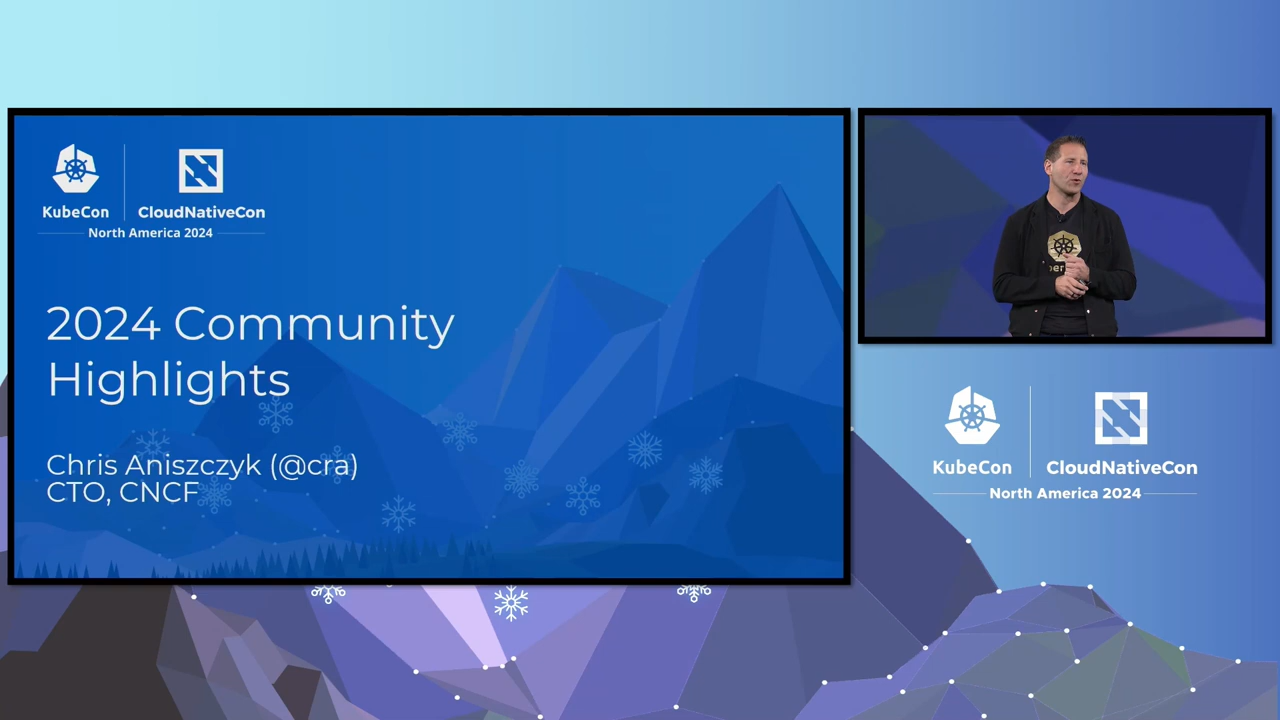 KubeCon
CloudNativeCon
North America 2024
2024 Community
Highlights
Chris Aniszczyk (@cra)
CTO, CNCF
KubeCon
CloudNativeCon
North America 2024